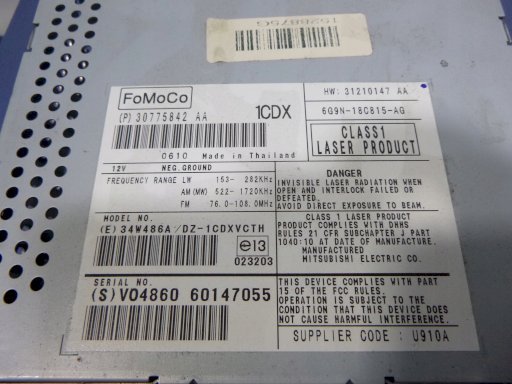 FoMoCo
(P) 30775842 AA
1CDX
HW: 31210147 AA
6G9N-18C815-AG
0610 Made in Thailand
CLASS1
LASER PRODUCT
12V NEG.GROUND
FREQUENCY RANGE LW 153- 282KHz
AM (MW) 522- 1720KHz
FM 76.0-108.0MHz
MODEL NO.
(E) 34W486A/DZ-1CDXVCTH
e13
023203
SERIAL NO.
(S) V04860 60147055
DANGER
INVISIBLE LASER RADIATION WHEN
OPEN AND INTERLOCK FAILED OR
DEFEATED.
AVOID DIRECT EXPOSURE TO BEAM.
CLASS 1 LASER PRODUCT
PRODUCT COMPLIES WITH DHHS
RULES 21 CFR SUBCHAPTER J PART
1040:10 AT DATE OF MANUFACTURE.
MANUFACTURED
MITSUBISHI ELECTRIC CO.
THIS DEVICE COMPLIES WITH PART
15 OF THE FCC RULES.
OPERATION IS SUBJECT TO THE
CONDITION THAT THIS DEVICE DOES
NOT CAUSE HARMFUL INTERFERENCE.
SUPPLIER CODE : U910A